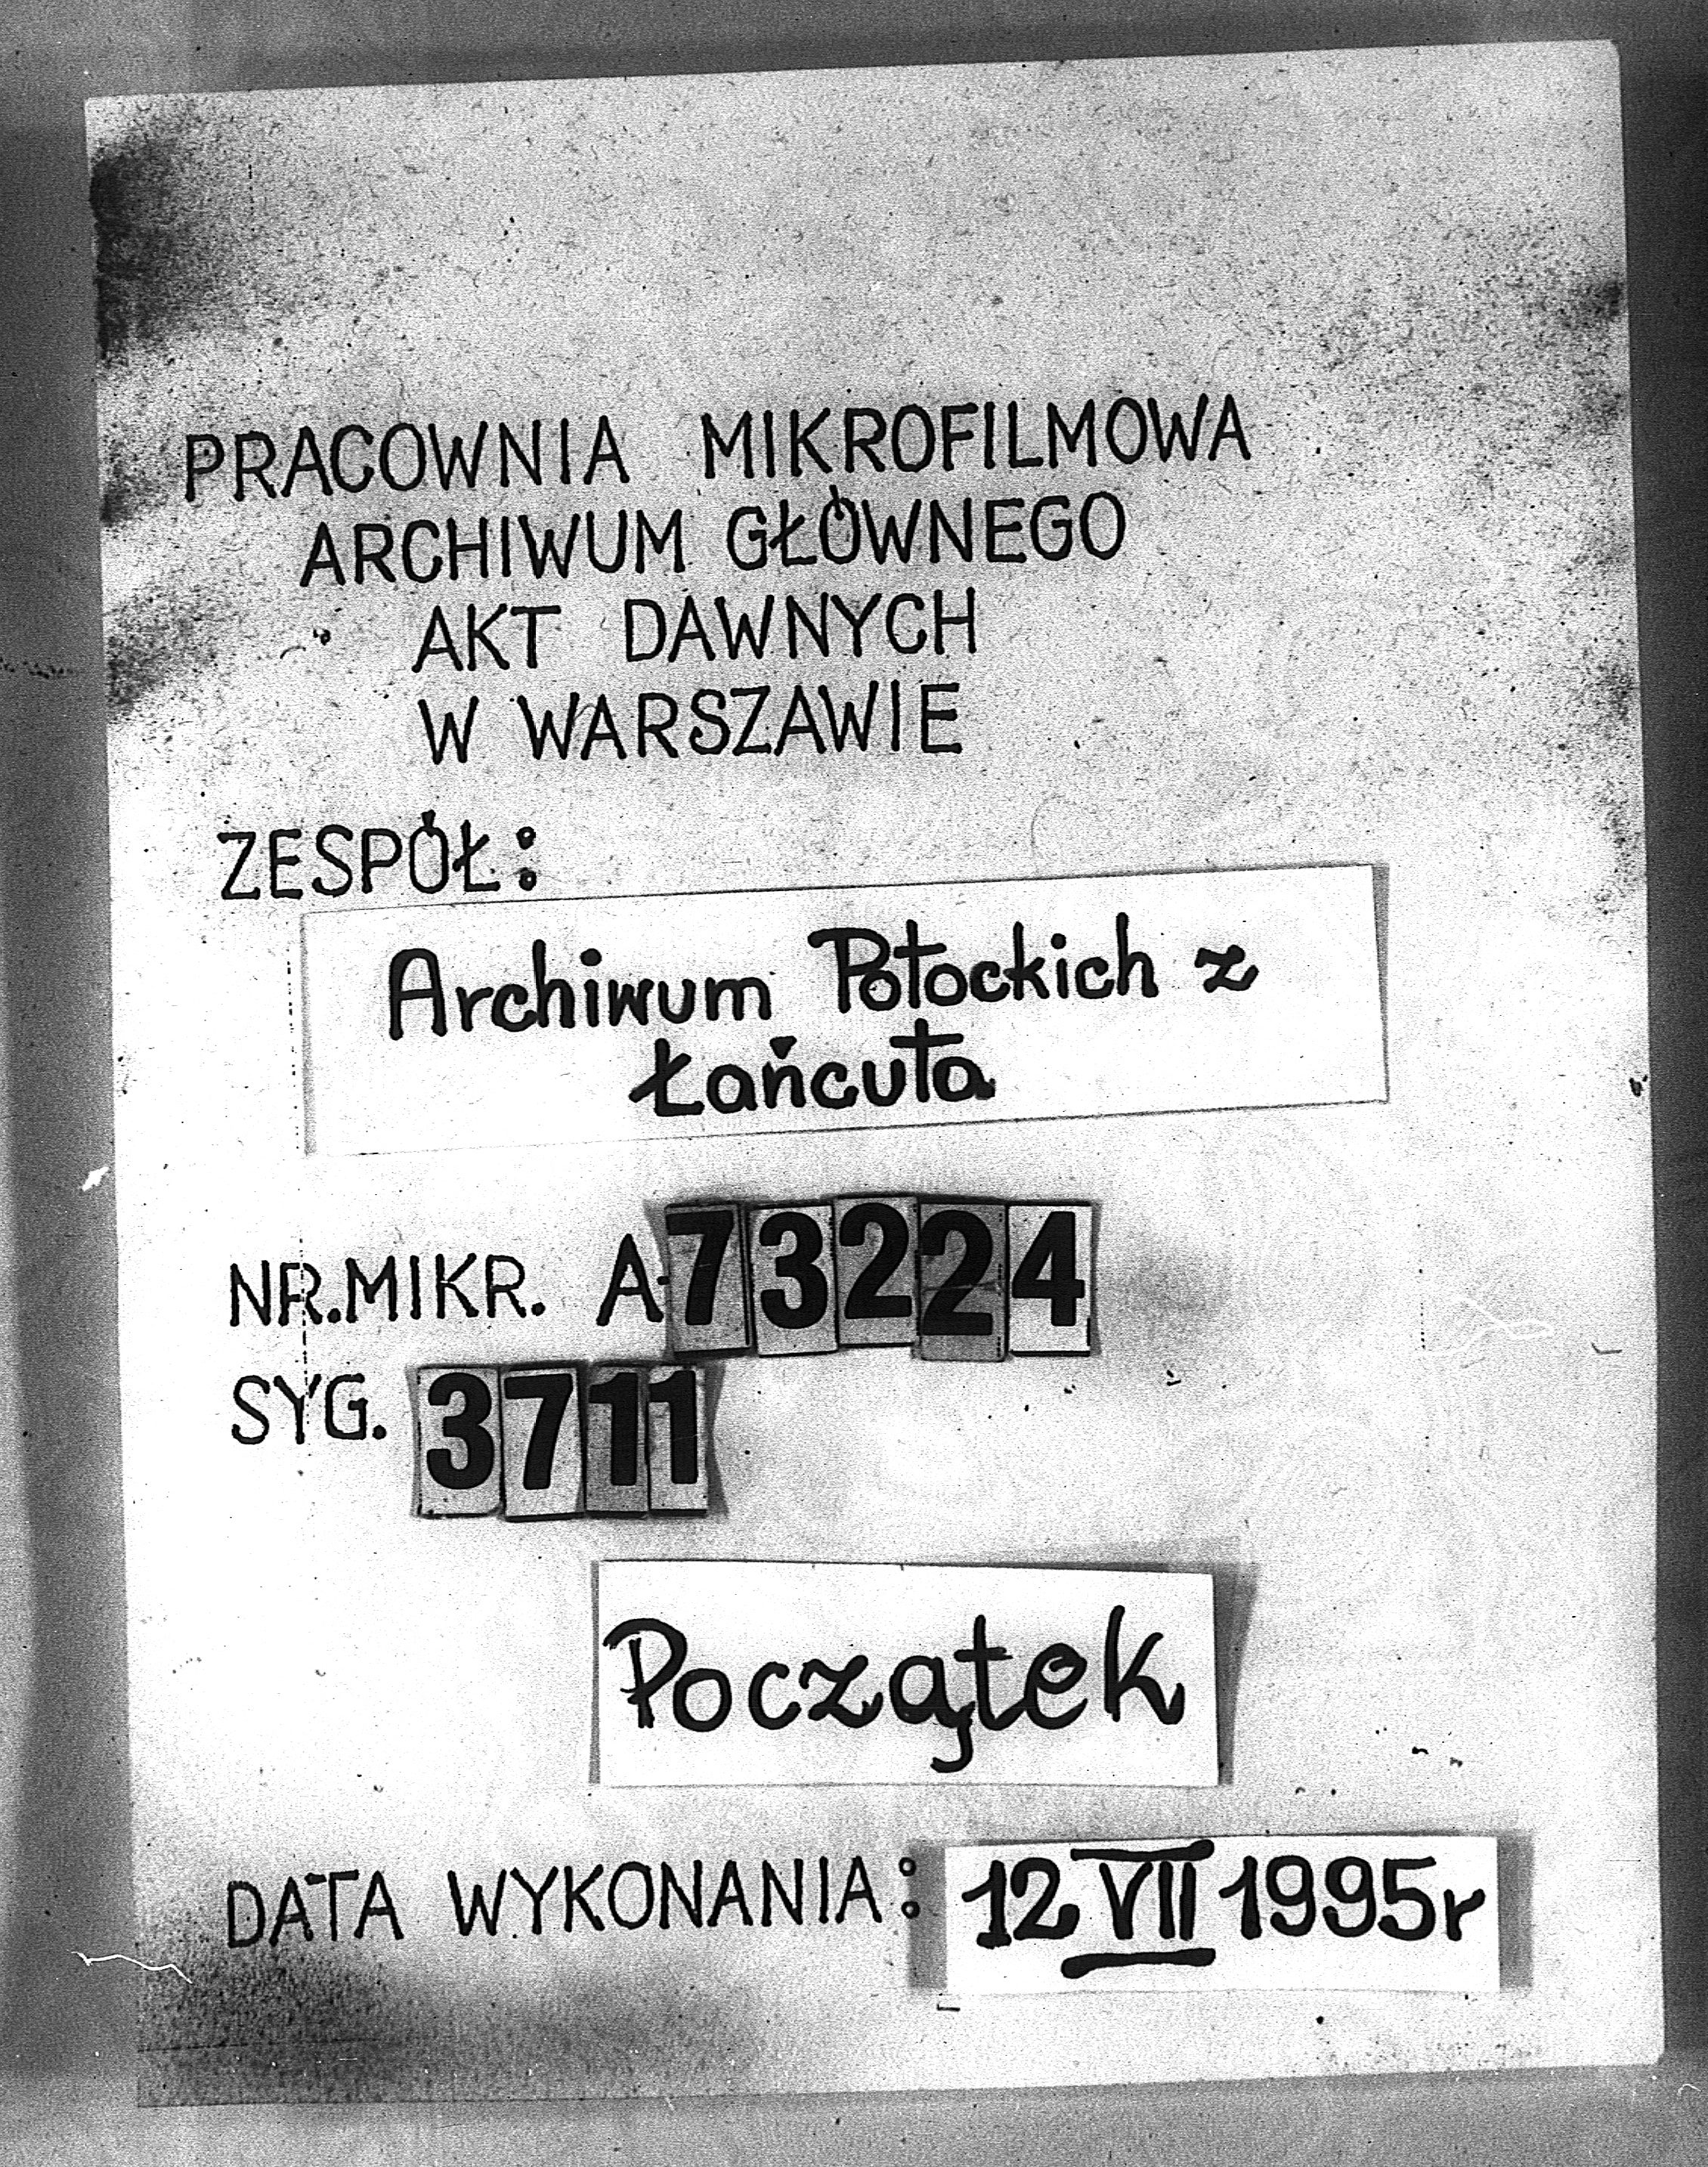 PRACOWNIA MIKROFILMOWA
ARCHIWUM GŁÓWNEGO
AKT DAWNYCH
W WARSZAWIE
ZESPÓŁ:
Archiwum Potockich z
Łańcuta
NR.MIKR. A-73224
SYG. 3711
Początek
DATA WYKONANIA: 12 VII 1995r